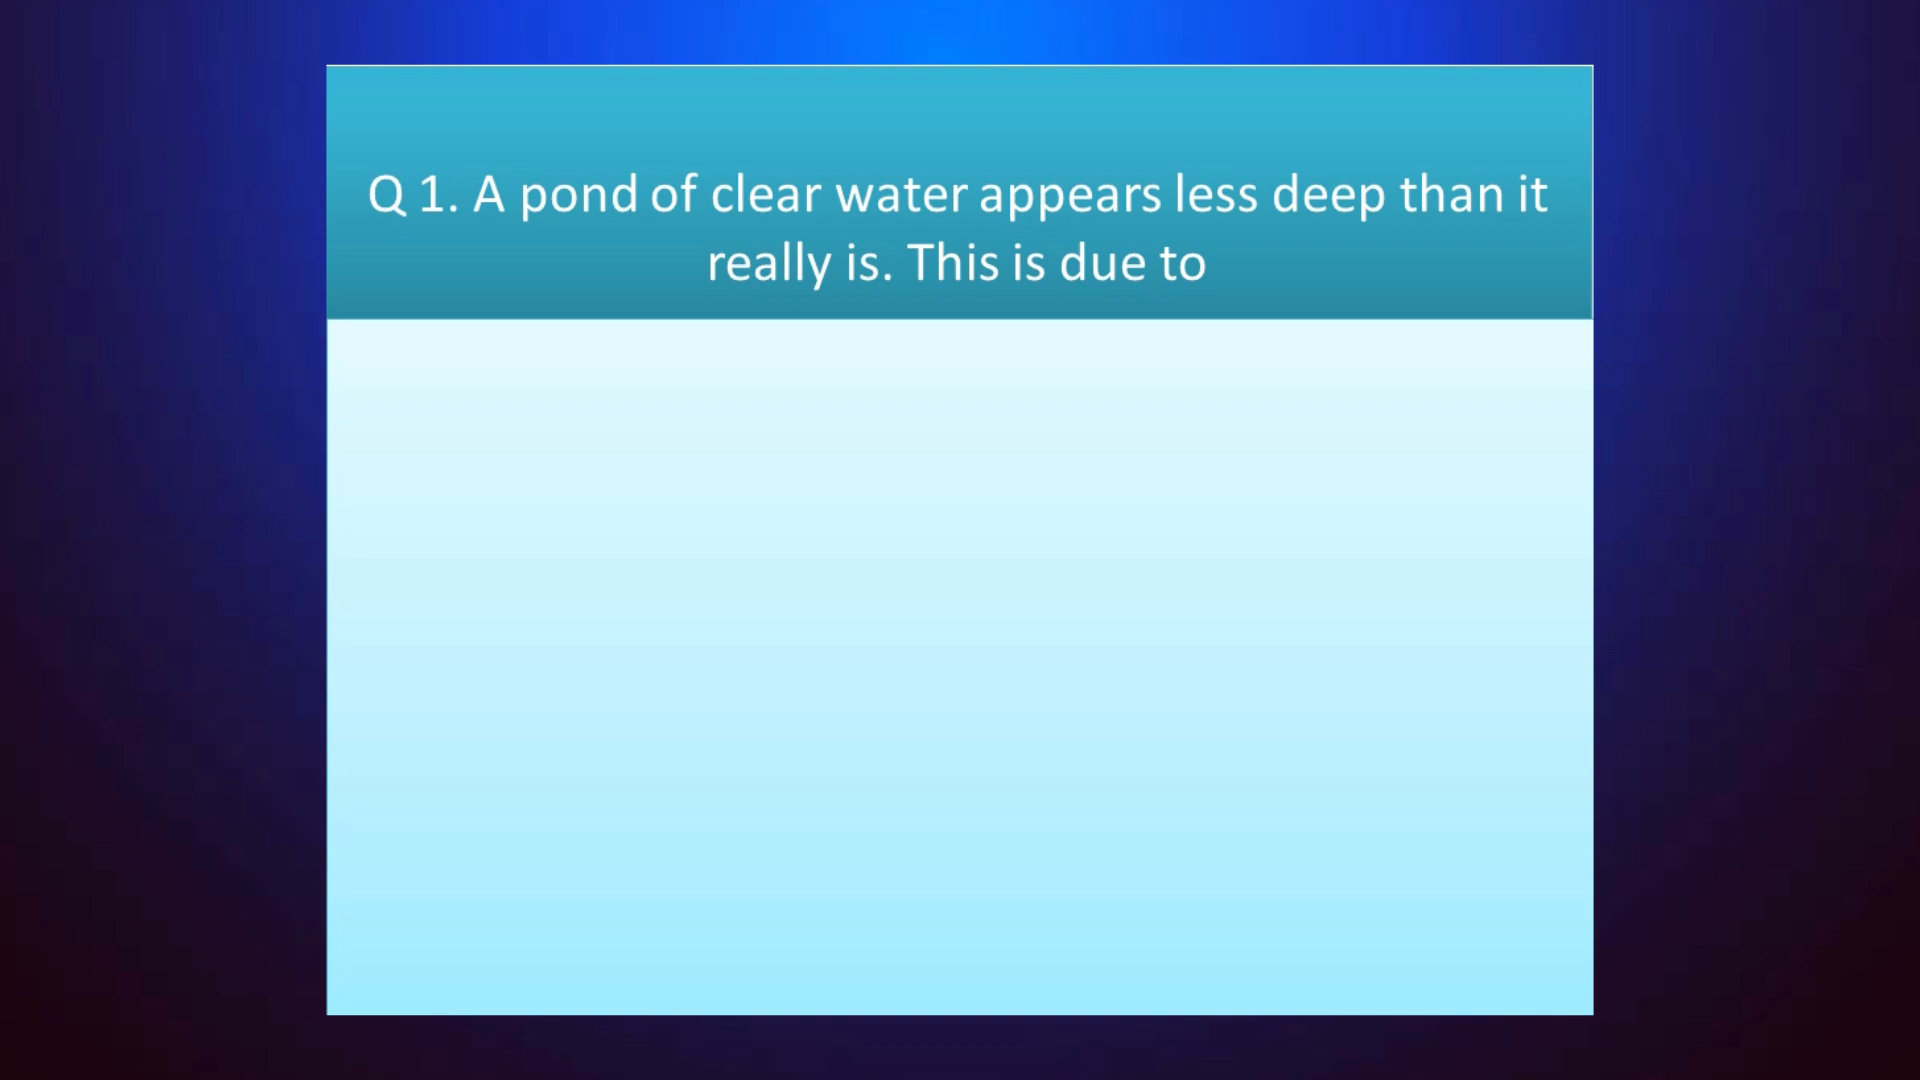 Q 1. A pond of clear water appears less deep than it
really is. This is due to